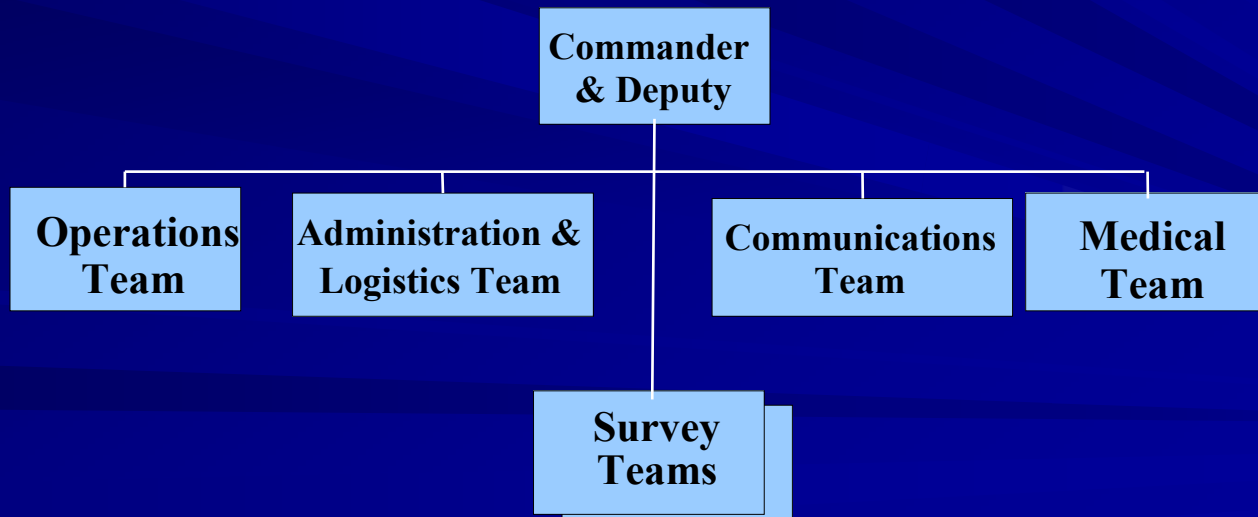 Commander
& Deputy
Operations
Team
Administration &
Logistics Team
Communications
Team
Medical
Team
Survey
Teams